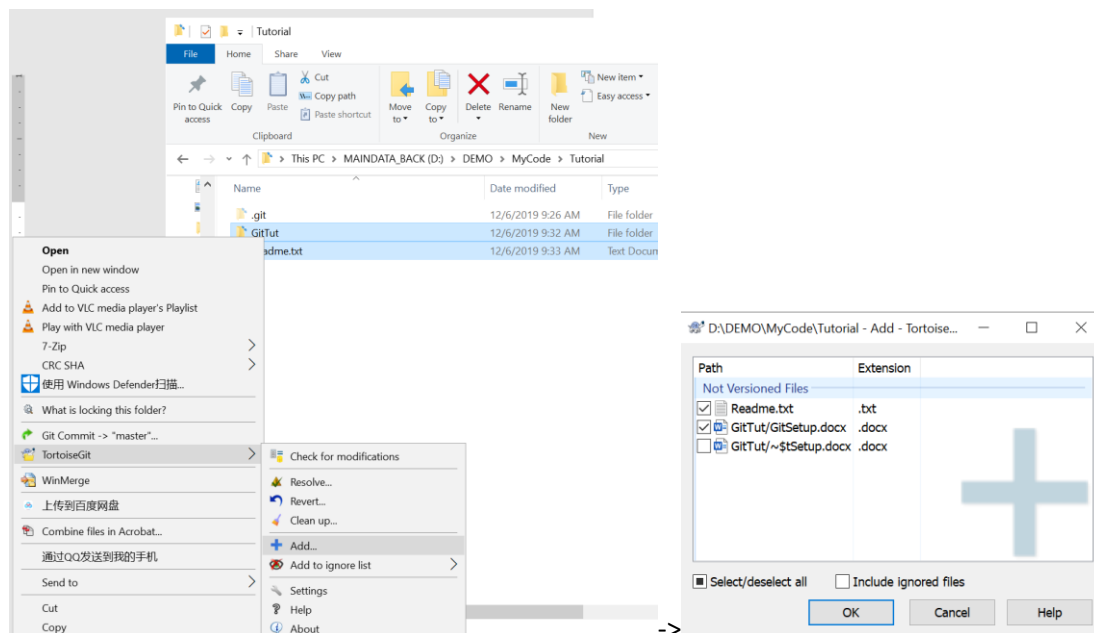 Tutorial
File Home Share View
Cut
Copy path
Paste shortcut
Pin to Quick access
Copy
Paste
Move to
Copy to
Delete
Rename
New folder
New item
Easy access
Clipboard Organize New
This PC > MAINDATA_BACK (D:) > DEMO > MyCode > Tutorial
Name Date modified Type
.git 12/6/2019 9:26 AM File folder
GitTut 12/6/2019 9:32 AM File folder
adme.txt 12/6/2019 9:33 AM Text Docum
Open
Open in new window
Pin to Quick access
Add to VLC media player's Playlist
Play with VLC media player
7-Zip
CRC SHA
使用 Windows Defender扫描...
What is locking this folder?
Git Commit -> "master"...
TortoiseGit
WinMerge
上传到百度网盘
Combine files in Acrobat...
通过QQ发送到我的手机
Send to
Cut
Copy
Check for modifications
Resolve...
Revert...
Clean up...
Add...
Add to ignore list
Settings
Help
About
->
D:\DEMO\MyCode\Tutorial - Add - Tortoise...
Path Extension
Not Versioned Files
Readme.txt .txt
GitTut/GitSetup.docx .docx
GitTut/~$tSetup.docx .docx
Select/deselect all Include ignored files
OK Cancel Help